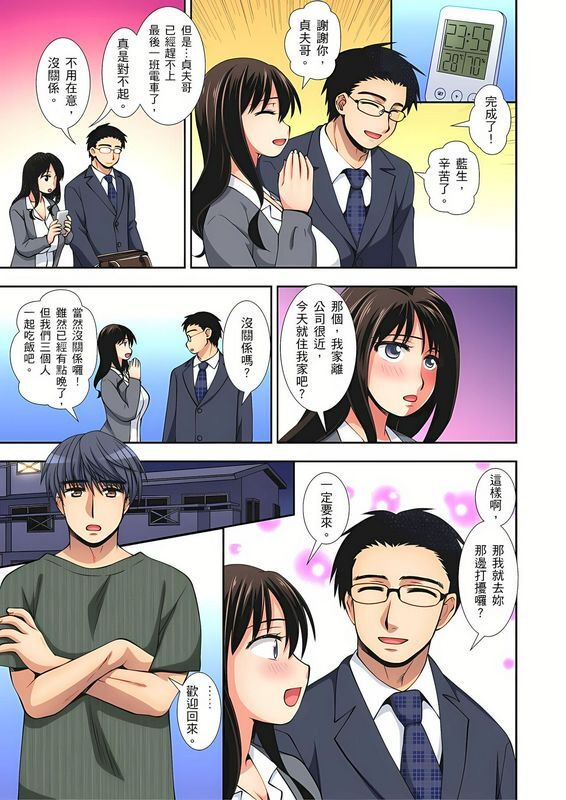 23:55
28° 70%
完成了！
藍生，
辛苦了。
謝謝你，
貞夫哥。
但是…貞夫哥
已經趕不上
最後一班電車了，
真是對不起。
不用在意，
沒關係。
那個，我家離
公司很近，
今天就住我家吧？
沒關係嗎？
當然沒關係囉！
雖然已經有點晚了，
但我們三個人
一起吃飯吧。
這樣啊，
那我就去妳
那邊打擾囉？
一定要來。
……
歡迎回來。